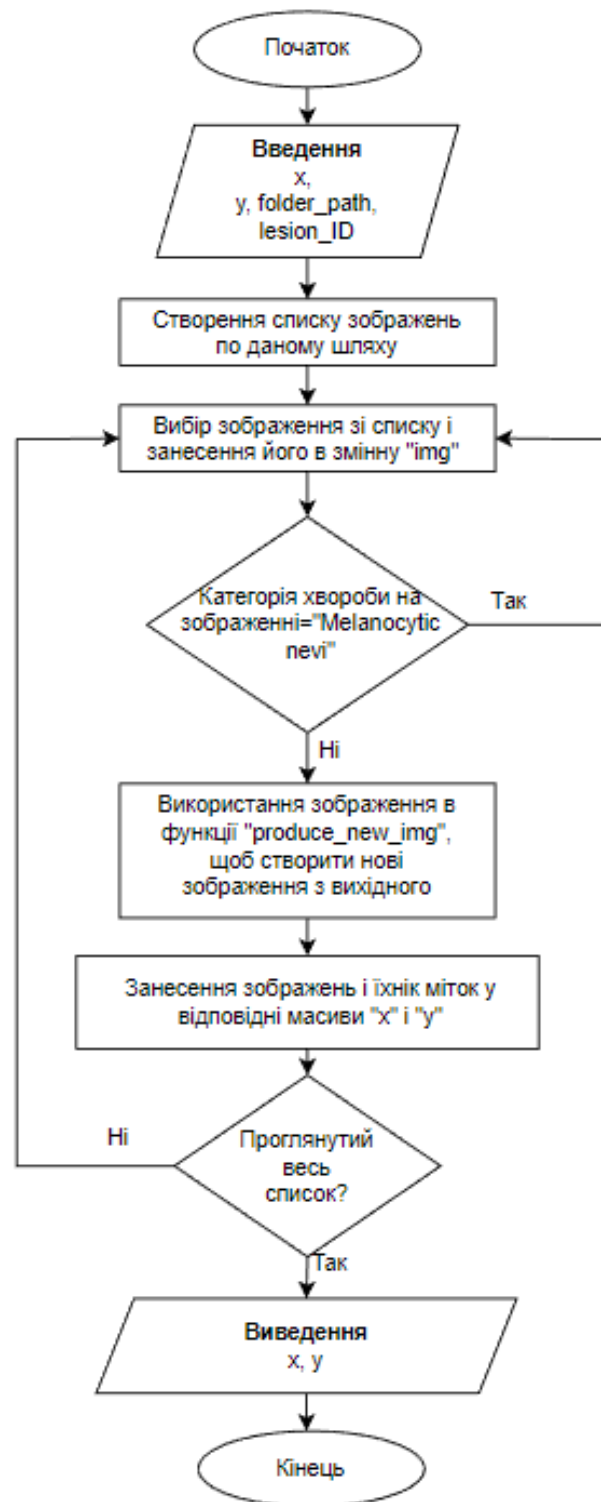 Початок
Введення
x,
y, folder_path,
lesion_ID
Створення списку зображень
по даному шляху
Вибір зображення зі списку і
занесення його в змінну "img"
Категорія хвороби на
зображенні="Melanocytic
nevi"
Так
Ні
Використання зображення в
функції "produce_new_img",
щоб створити нові
зображення з вихідного
Занесення зображень і їхнік міток у
відповідні масиви "x" і "y"
Ні
Проглянутий
весь
список?
Так
Виведення
x, y
Кінець